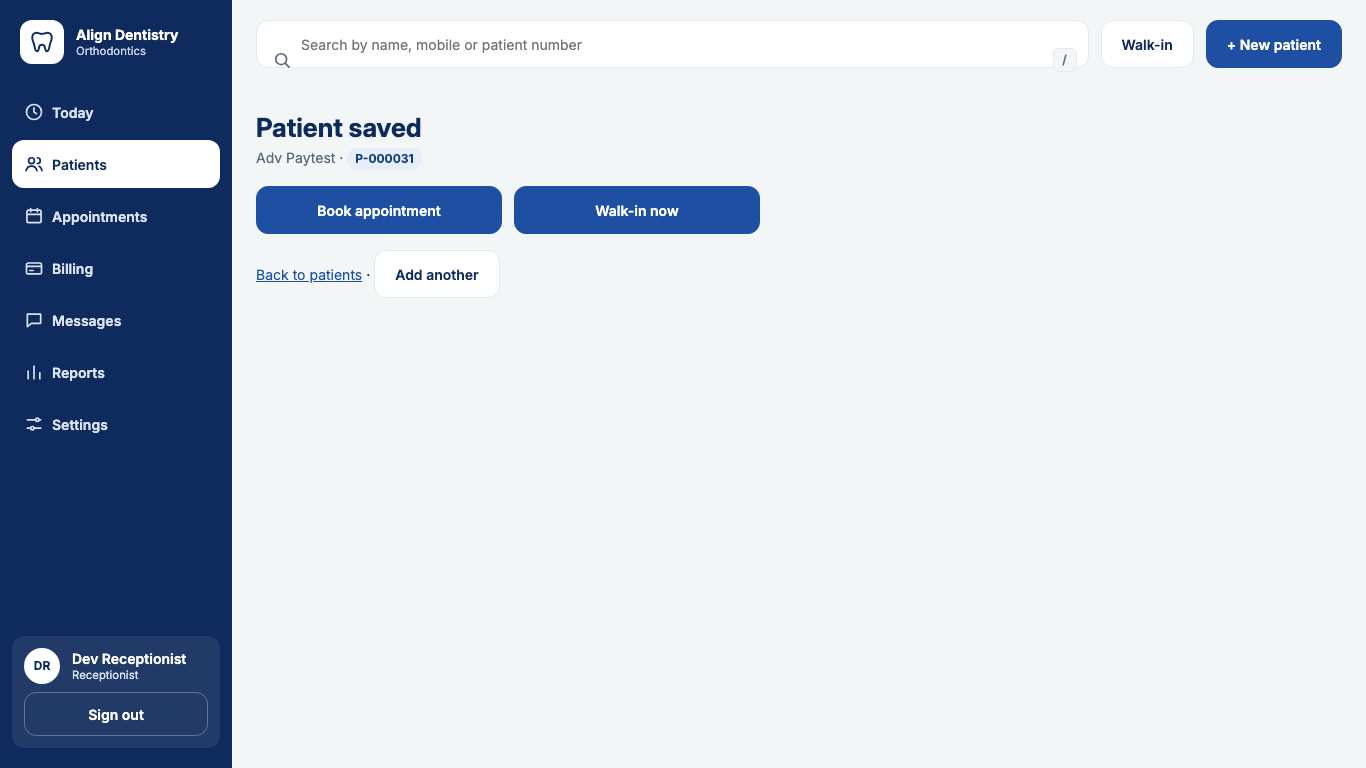 Align Dentistry
Orthodontics
Today
Patients
Appointments
Billing
Messages
Reports
Settings
DR
Dev Receptionist
Receptionist
Sign out
Search by name, mobile or patient number
/
Walk-in
+ New patient
Patient saved
Adv Paytest · P-000031
Book appointment
Walk-in now
Back to patients · Add another